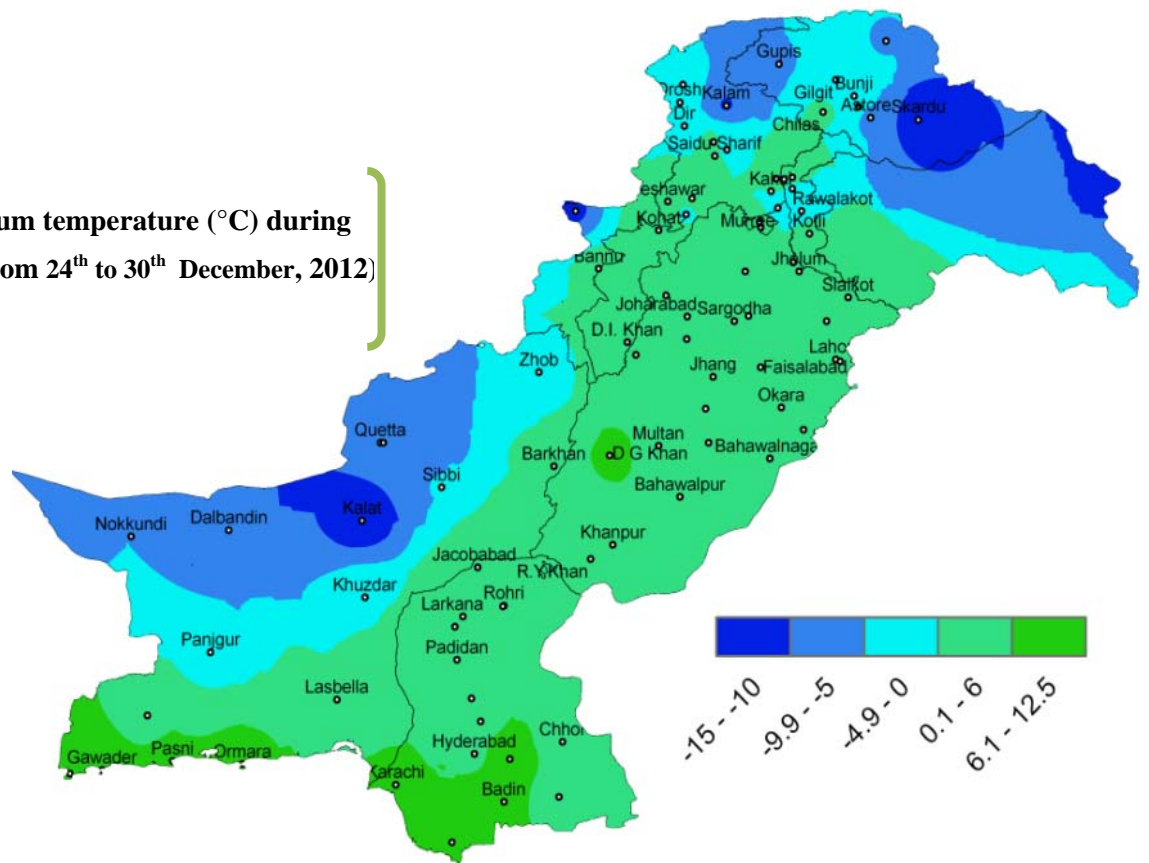 um temperature (°C) during
om 24th to 30th December, 2012)
Gupis
Bunji
Gilgit
Drosh
Kalam
Astore
Skardu
Dir
Chilas
Saidu Sharif
Kakul
eshawar
Rawalakot
Kohat
Murree
Kotli
Bannu
Jhelum
Sialkot
Joharabad
Sargodha
D.I. Khan
Laho
Zhob
Jhang
Faisalabad
Okara
Quetta
Multan
Barkhan
D G Khan
Bahawalnaga
Sibbi
Bahawalpur
Kalat
Nokkundi
Dalbandin
Khanpur
Jacobabad
R.Y.Khan
Khuzdar
Rohri
Larkana
Panjgur
Padidan
Lasbella
Chhor
Hyderabad
Gawader
Pasni
Ormara
Karachi
Badin
-15 - -10
-9.9 - -5
-4.9 - 0
0.1 - 6
6.1 - 12.5